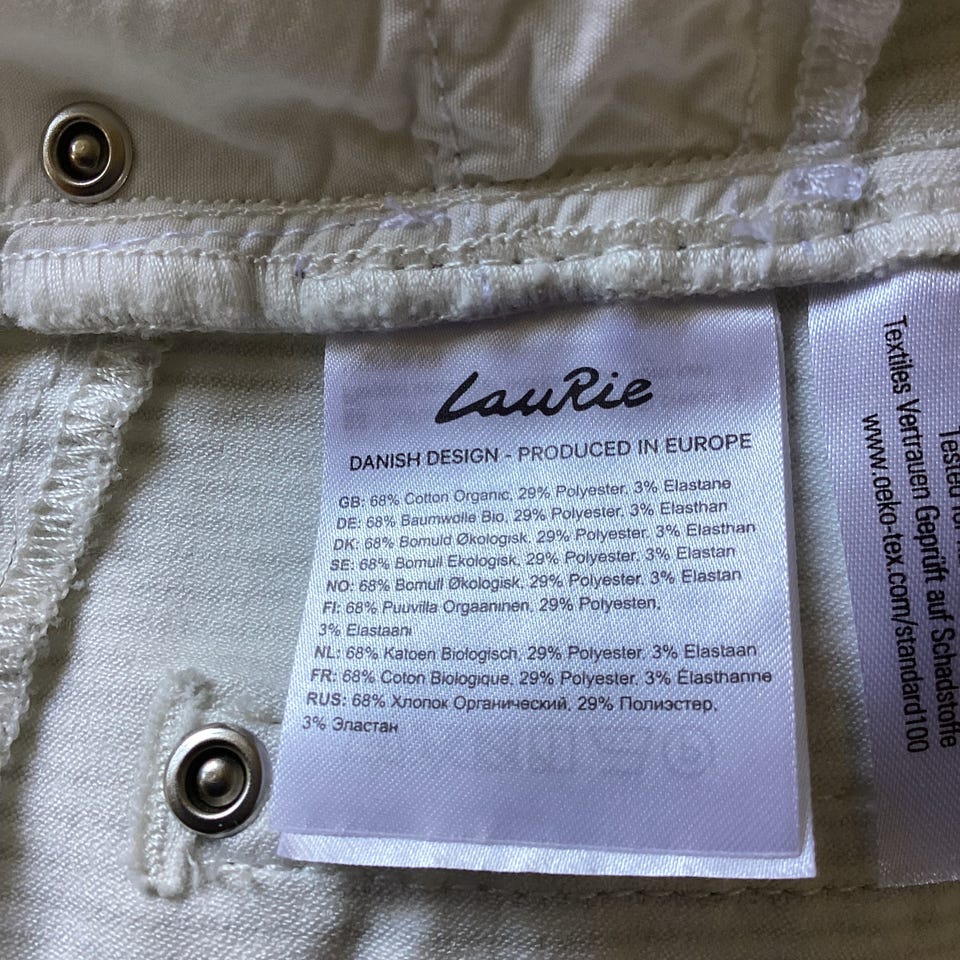 LauRie
DANISH DESIGN - PRODUCED IN EUROPE
GB: 68% Cotton Organic, 29% Polyester, 3% Elastane
DE: 68% Baumwolle Bio, 29% Polyester, 3% Elasthan
DK: 68% Bomuld Økologisk, 29% Polyester, 3% Elasthan
SE: 68% Bomull Ekologisk, 29% Polyester, 3% Elastan
NO: 68% Bomull Økologisk, 29% Polyester, 3% Elastan
FI: 68% Puuvilla Orgaaninen, 29% Polyesteri,
3% Elastaani
NL: 68% Katoen Biologisch, 29% Polyester, 3% Elastaan
FR: 68% Coton Biologique, 29% Polyester, 3% Élasthanne
RUS: 68% Хлопок Органический, 29% Полиэстер,
3% Эластан
Tested for
Textiles Vertrauen Geprüft auf Schadstoffe
www.oeko-tex.com/standard100